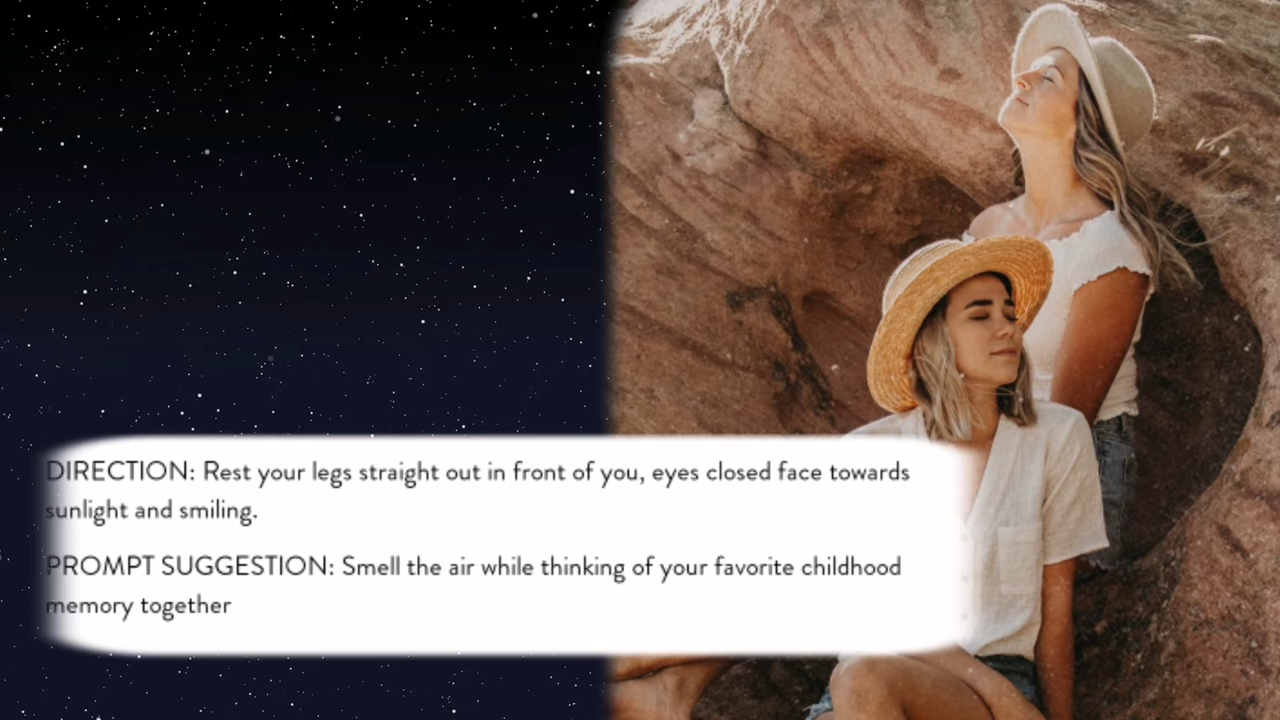 DIRECTION: Rest your legs straight out in front of you, eyes closed face towards
sunlight and smiling.
PROMPT SUGGESTION: Smell the air while thinking of your favorite childhood
memory together